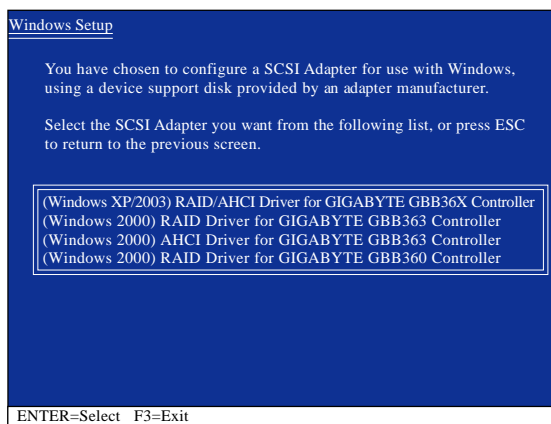 Windows Setup
You have chosen to configure a SCSI Adapter for use with Windows,
using a device support disk provided by an adapter manufacturer.
Select the SCSI Adapter you want from the following list, or press ESC
to return to the previous screen.
(Windows XP/2003) RAID/AHCI Driver for GIGABYTE GBB36X Controller
(Windows 2000) RAID Driver for GIGABYTE GBB363 Controller
(Windows 2000) AHCI Driver for GIGABYTE GBB363 Controller
(Windows 2000) RAID Driver for GIGABYTE GBB360 Controller
ENTER=Select F3=Exit